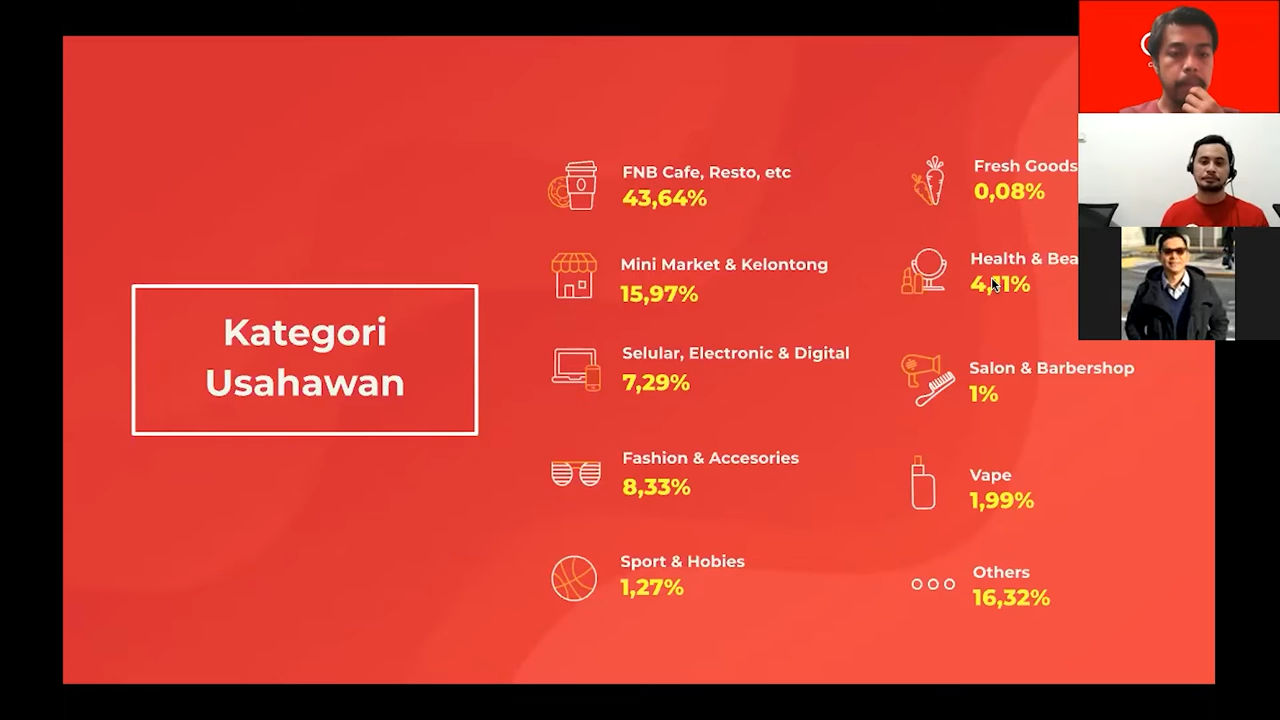 Kategori
Usahawan
FNB Cafe, Resto, etc
43,64%
Mini Market & Kelontong
15,97%
Selular, Electronic & Digital
7,29%
Fashion & Accesories
8,33%
Sport & Hobies
1,27%
Fresh Goods
0,08%
Health &
Salon & Barbershop
1%
Vape
1,99%
Others
16,32%